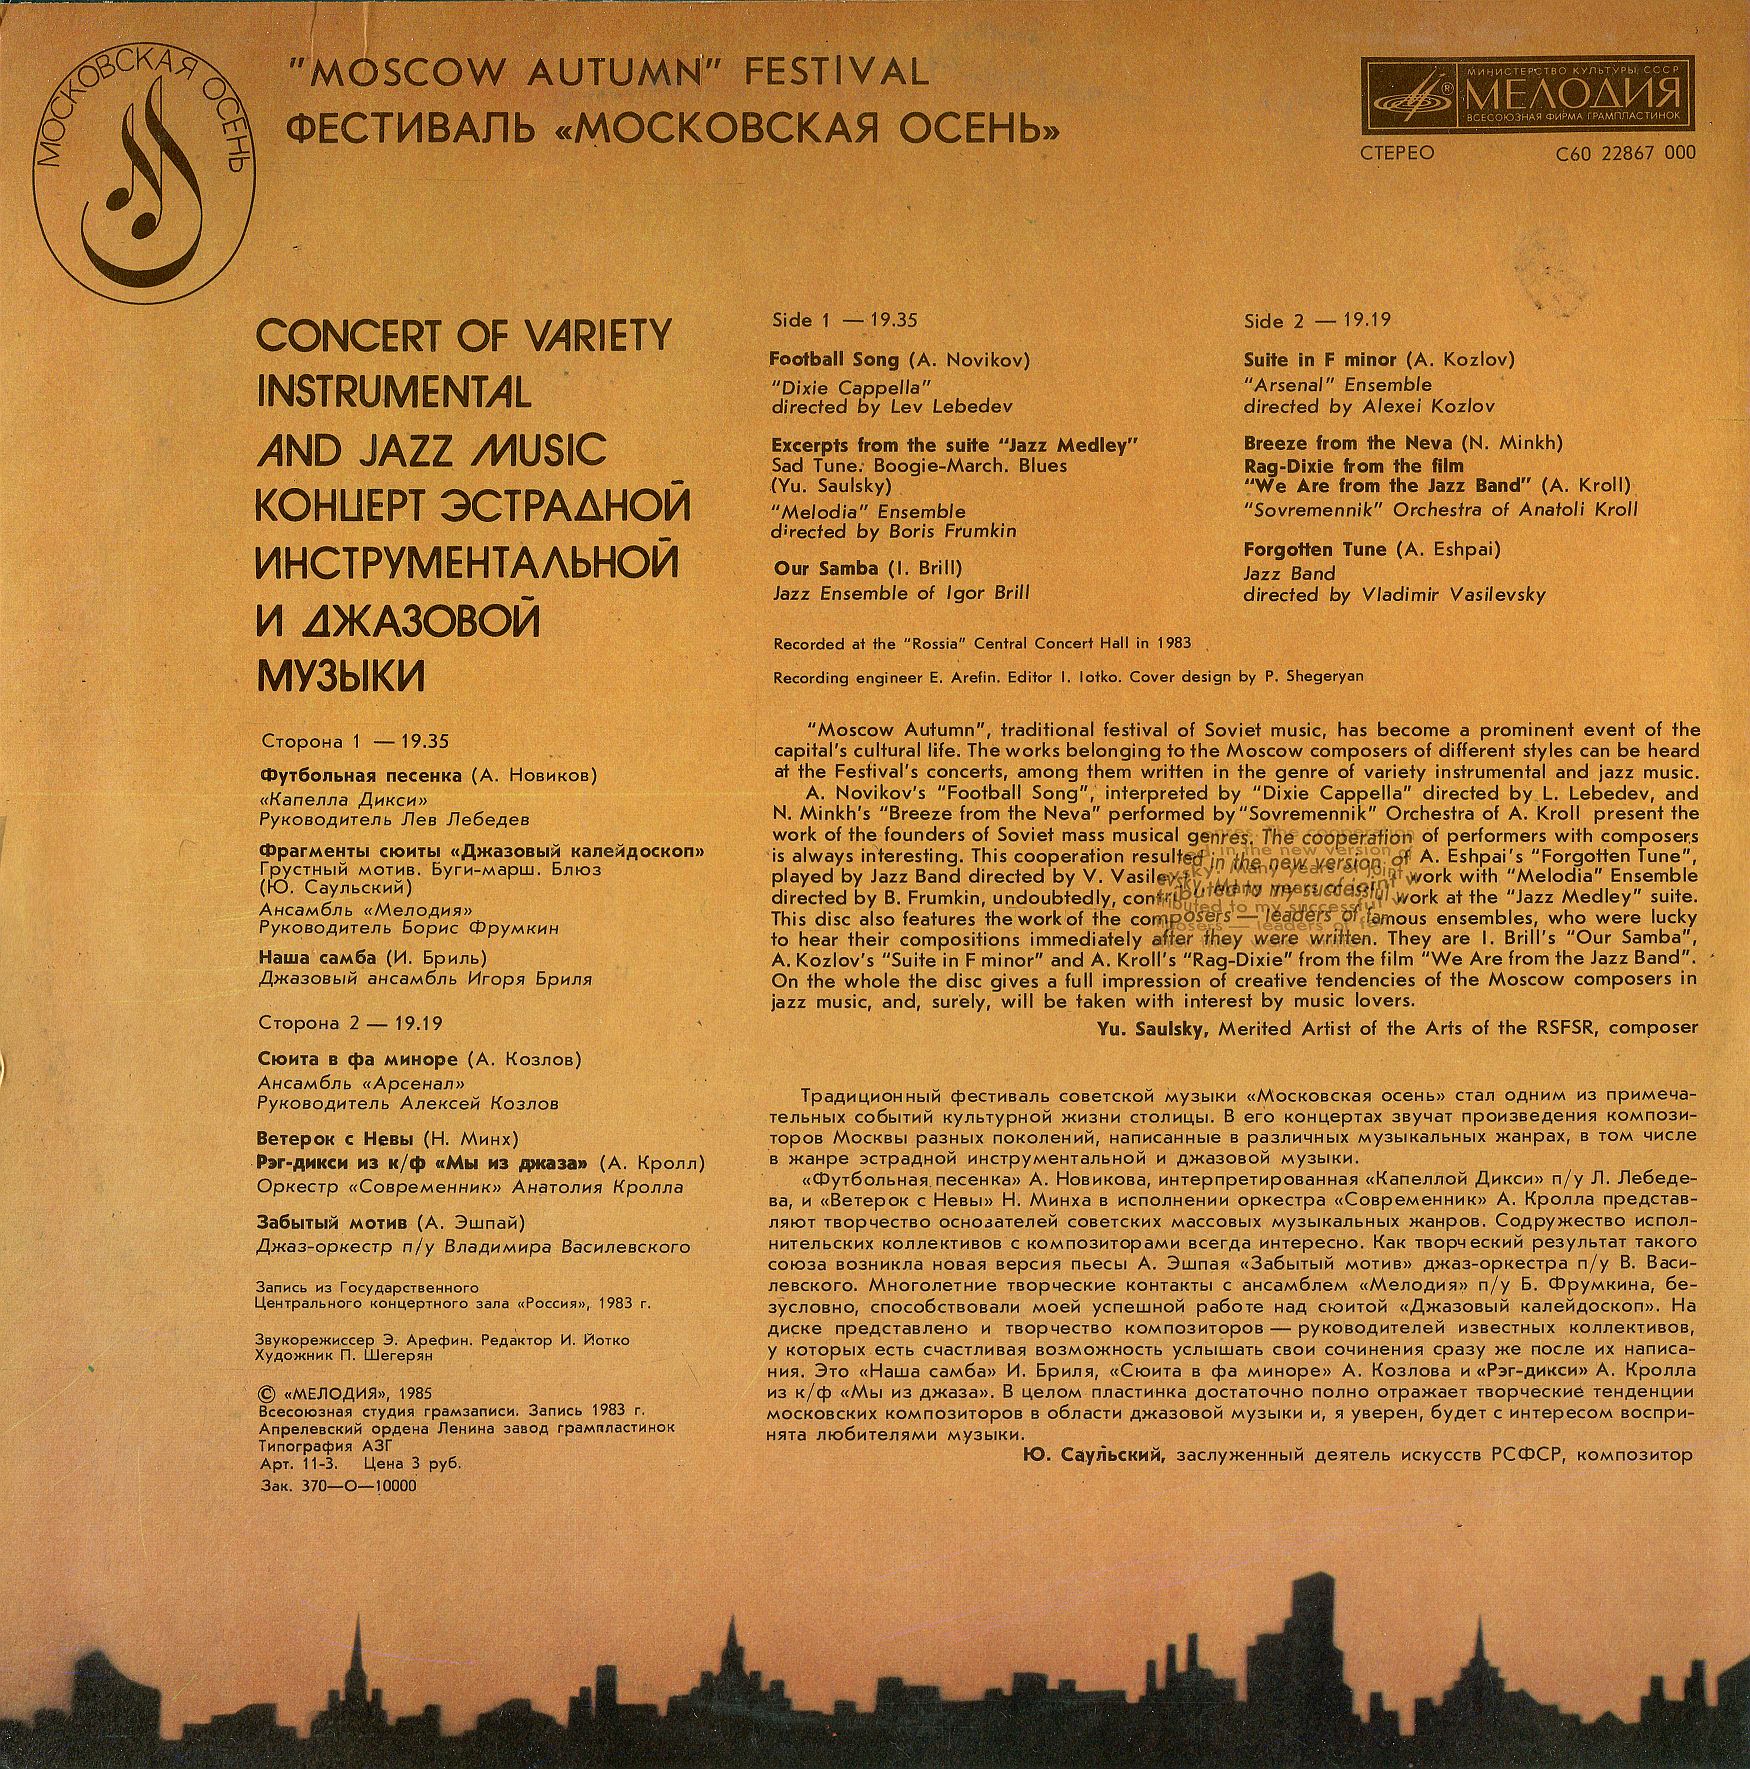 МОСКОВСКАЯ ОСЕНЬ
"MOSCOW AUTUMN" FESTIVAL
ФЕСТИВАЛЬ «МОСКОВСКАЯ ОСЕНЬ»
МИНИСТЕРСТВО КУЛЬТУРЫ СССР
МЕЛОДИЯ
ВСЕСОЮЗНАЯ ФИРМА ГРАМПЛАСТИНОК
СТЕРЕО С60 22867 000
CONCERT OF VARIETY
INSTRUMENTAL
AND JAZZ MUSIC
КОНЦЕРТ ЭСТРАДНОЙ
ИНСТРУМЕНТАЛЬНОЙ
И ДЖАЗОВОЙ
МУЗЫКИ
Сторона 1 — 19.35
Футбольная песенка (А. Новиков)
«Капелла Дикси»
Руководитель Лев Лебедев
Фрагменты сюиты «Джазовый калейдоскоп»
Грустный мотив. Буги-марш. Блюз
(Ю. Саульский)
Ансамбль «Мелодия»
Руководитель Борис Фрумкин
Наша самба (И. Бриль)
Джазовый ансамбль Игоря Бриля
Сторона 2 — 19.19
Сюита в фа миноре (А. Козлов)
Ансамбль «Арсенал»
Руководитель Алексей Козлов
Ветерок с Невы (Н. Минх)
Рэг-дикси из к/ф «Мы из джаза» (А. Кролл)
Оркестр «Современник» Анатолия Кролла
Забытый мотив (А. Эшпай)
Джаз-оркестр п/у Владимира Василевского
Запись из Государственного
Центрального концертного зала «Россия», 1983 г.
Звукорежиссер Э. Арефин. Редактор И. Йотко
Художник П. Шегерян
© «МЕЛОДИЯ», 1985
Всесоюзная студия грамзаписи. Запись 1983 г.
Апрелевский ордена Ленина завод грампластинок
Типография АЗГ
Арт. 11-3. Цена 3 руб.
Зак. 370—О—10000
Side 1 — 19.35
Football Song (A. Novikov)
"Dixie Cappella"
directed by Lev Lebedev
Excerpts from the suite "Jazz Medley"
Sad Tune. Boogie-March. Blues
(Yu. Saulsky)
"Melodia" Ensemble
directed by Boris Frumkin
Our Samba (I. Brill)
Jazz Ensemble of Igor Brill
Side 2 — 19.19
Suite in F minor (A. Kozlov)
"Arsenal" Ensemble
directed by Alexei Kozlov
Breeze from the Neva (N. Minkh)
Rag-Dixie from the film
"We Are from the Jazz Band" (A. Kroll)
"Sovremennik" Orchestra of Anatoli Kroll
Forgotten Tune (A. Eshpai)
Jazz Band
directed by Vladimir Vasilevsky
Recorded at the "Rossia" Central Concert Hall in 1983
Recording engineer E. Arefin. Editor I. Iotko. Cover design by P. Shegeryan
"Moscow Autumn", traditional festival of Soviet music, has become a prominent event of the
capital's cultural life. The works belonging to the Moscow composers of different styles can be heard
at the Festival's concerts, among them written in the genre of variety instrumental and jazz music.
A. Novikov's "Football Song", interpreted by "Dixie Cappella" directed by L. Lebedev, and
N. Minkh's "Breeze from the Neva" performed by "Sovremennik" Orchestra of A. Kroll present the
work of the founders of Soviet mass musical genres. The cooperation of performers with composers
is always interesting. This cooperation resulted in the new version of A. Eshpai's "Forgotten Tune",
played by Jazz Band directed by V. Vasilevsky. Many years of joint work with "Melodia" Ensemble
directed by B. Frumkin, undoubtedly, contributed to my successful work at the "Jazz Medley" suite.
This disc also features the work of the composers — leaders of famous ensembles, who were lucky
to hear their compositions immediately after they were written. They are I. Brill's "Our Samba",
A. Kozlov's "Suite in F minor" and A. Kroll's "Rag-Dixie" from the film "We Are from the Jazz Band".
On the whole the disc gives a full impression of creative tendencies of the Moscow composers in
jazz music, and, surely, will be taken with interest by music lovers.
Yu. Saulsky, Merited Artist of the Arts of the RSFSR, composer
Традиционный фестиваль советской музыки «Московская осень» стал одним из примеча-
тельных событий культурной жизни столицы. В его концертах звучат произведения компози-
торов Москвы разных поколений, написанные в различных музыкальных жанрах, в том числе
в жанре эстрадной инструментальной и джазовой музыки.
«Футбольная песенка» А. Новикова, интерпретированная «Капеллой Дикси» п/у Л. Лебеде-
ва, и «Ветерок с Невы» Н. Минха в исполнении оркестра «Современник» А. Кролла представ-
ляют творчество основателей советских массовых музыкальных жанров. Содружество испол-
нительских коллективов с композиторами всегда интересно. Как творческий результат такого
союза возникла новая версия пьесы А. Эшпая «Забытый мотив» джаз-оркестра п/у В. Васи-
левского. Многолетние творческие контакты с ансамблем «Мелодия» п/у Б. Фрумкина, бе-
зусловно, способствовали моей успешной работе над сюитой «Джазовый калейдоскоп». На
диске представлено и творчество композиторов — руководителей известных коллективов,
у которых есть счастливая возможность услышать свои сочинения сразу же после их написа-
ния. Это «Наша самба» И. Бриля, «Сюита в фа миноре» А. Козлова и «Рэг-дикси» А. Кролла
из к/ф «Мы из джаза». В целом пластинка достаточно полно отражает творческие тенденции
московских композиторов в области джазовой музыки и, я уверен, будет с интересом воспри-
нята любителями музыки.
Ю. Саульский, заслуженный деятель искусств РСФСР, композитор